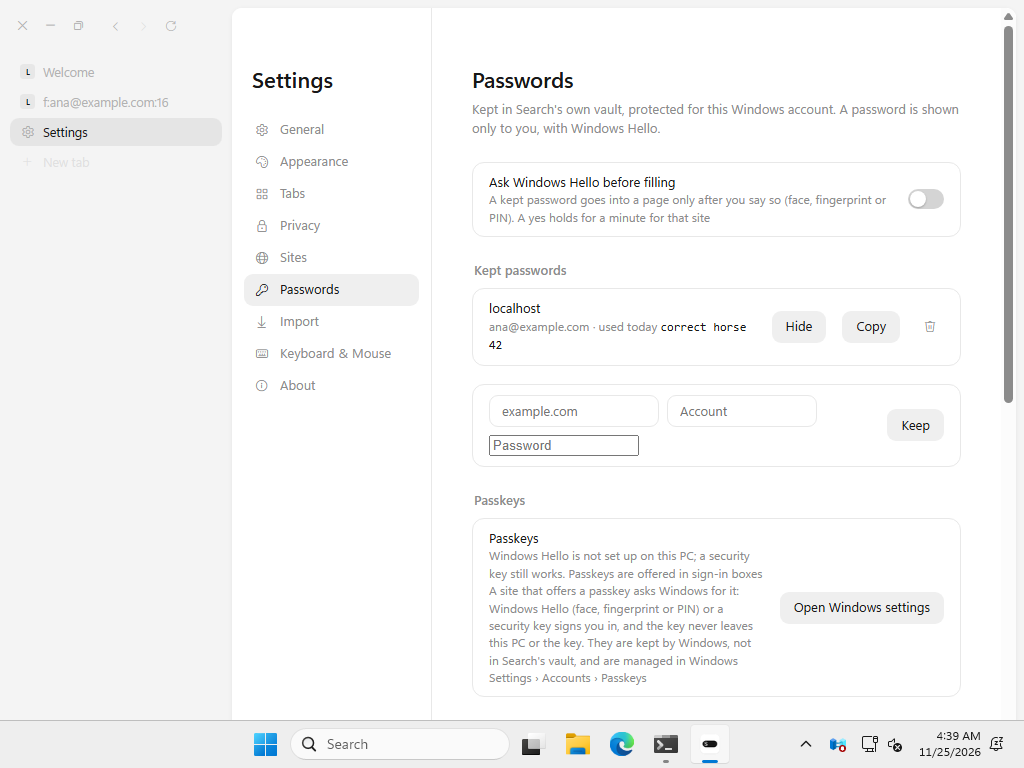 L Welcome
L f:ana@example.com:16
Settings
New tab
Settings
General
Appearance
Tabs
Privacy
Sites
Passwords
Import
Keyboard & Mouse
About
Passwords
Kept in Search's own vault, protected for this Windows account. A password is shown
only to you, with Windows Hello.
Ask Windows Hello before filling
A kept password goes into a page only after you say so (face, fingerprint or
PIN). A yes holds for a minute for that site
Kept passwords
localhost
ana@example.com · used today correct horse
42
Hide
Copy
example.com
Account
Password
Keep
Passkeys
Passkeys
Windows Hello is not set up on this PC; a security
key still works. Passkeys are offered in sign-in boxes
A site that offers a passkey asks Windows for it:
Windows Hello (face, fingerprint or PIN) or a
security key signs you in, and the key never leaves
this PC or the key. They are kept by Windows, not
in Search's vault, and are managed in Windows
Settings › Accounts › Passkeys
Open Windows settings
Search
4:39 AM
11/25/2026